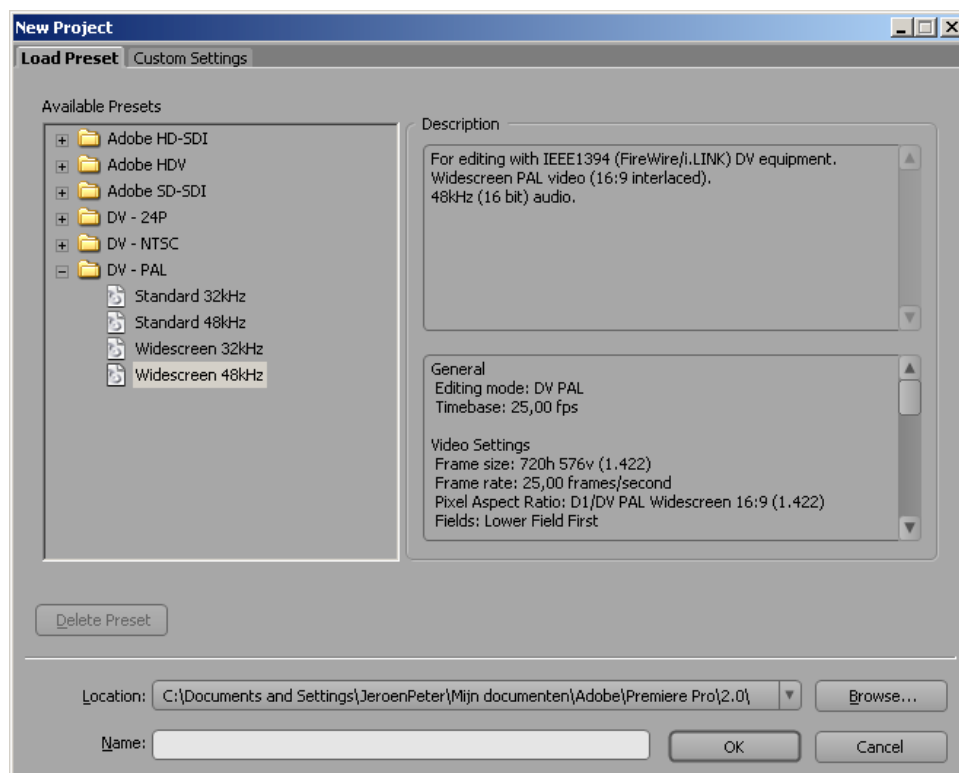 New Project
Load Preset Custom Settings
Available Presets
Adobe HD-SDI
Adobe HDV
Adobe SD-SDI
DV - 24P
DV - NTSC
DV - PAL
Standard 32kHz
Standard 48kHz
Widescreen 32kHz
Widescreen 48kHz
Description
For editing with IEEE1394 (FireWire/i.LINK) DV equipment.
Widescreen PAL video (16:9 interlaced).
48kHz (16 bit) audio.
General
Editing mode: DV PAL
Timebase: 25,00 fps
Video Settings
Frame size: 720h 576v (1.422)
Frame rate: 25,00 frames/second
Pixel Aspect Ratio: D1/DV PAL Widescreen 16:9 (1.422)
Fields: Lower Field First
Delete Preset
Location: C:\Documents and Settings\JeroenPeter\Mijn documenten\Adobe\Premiere Pro\2.0\ Browse...
Name: OK Cancel